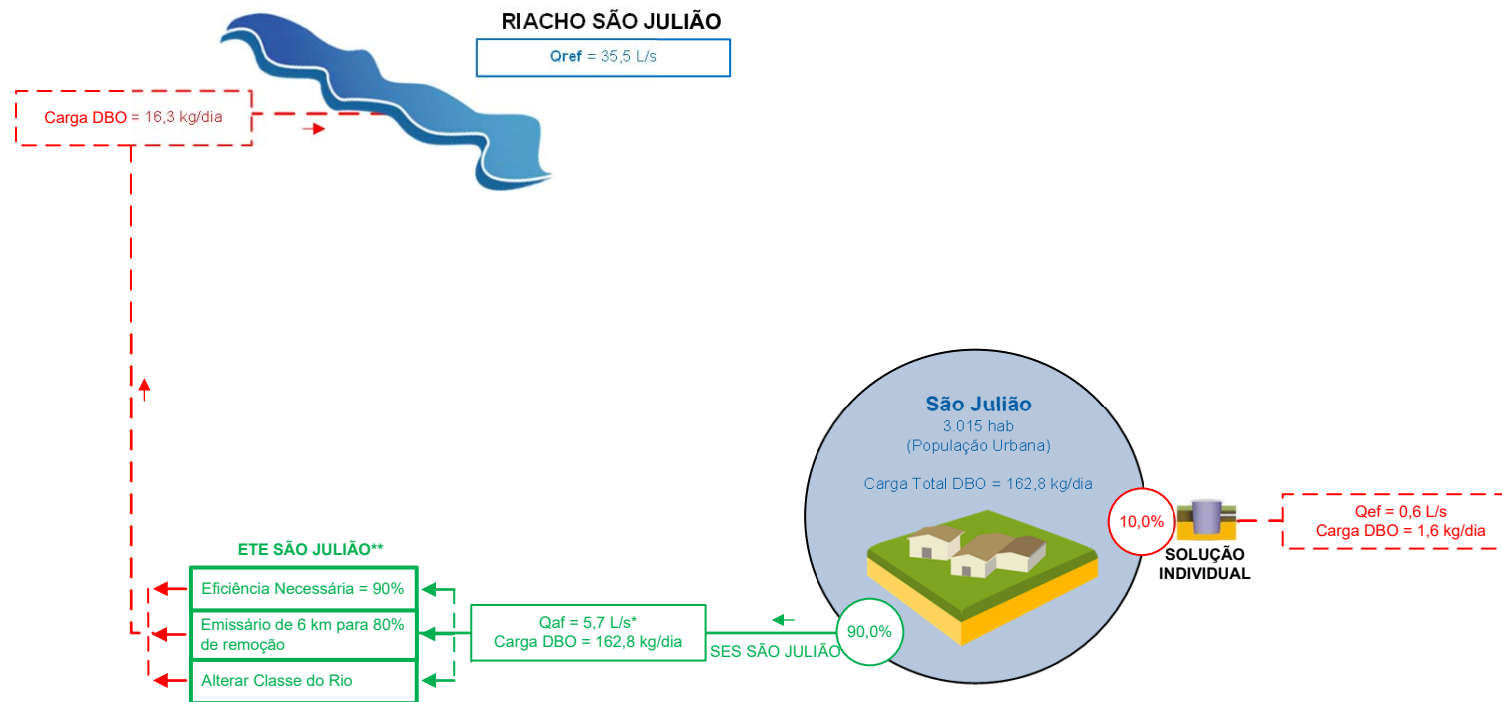 RIACHO SÃO JULIÃO
Qref = 35,5 L/s
Carga DBO = 16,3 kg/dia
São Julião
3.015 hab
(População Urbana)
Carga Total DBO = 162,8 kg/dia
10,0%
SOLUÇÃO
INDIVIDUAL
Qef = 0,6 L/s
Carga DBO = 1,6 kg/dia
ETE SÃO JULIÃO**
Eficiência Necessária = 90%
Emissário de 6 km para 80%
de remoção
Alterar Classe do Rio
Qaf = 5,7 L/s*
Carga DBO = 162,8 kg/dia
SES SÃO JULIÃO
90,0%